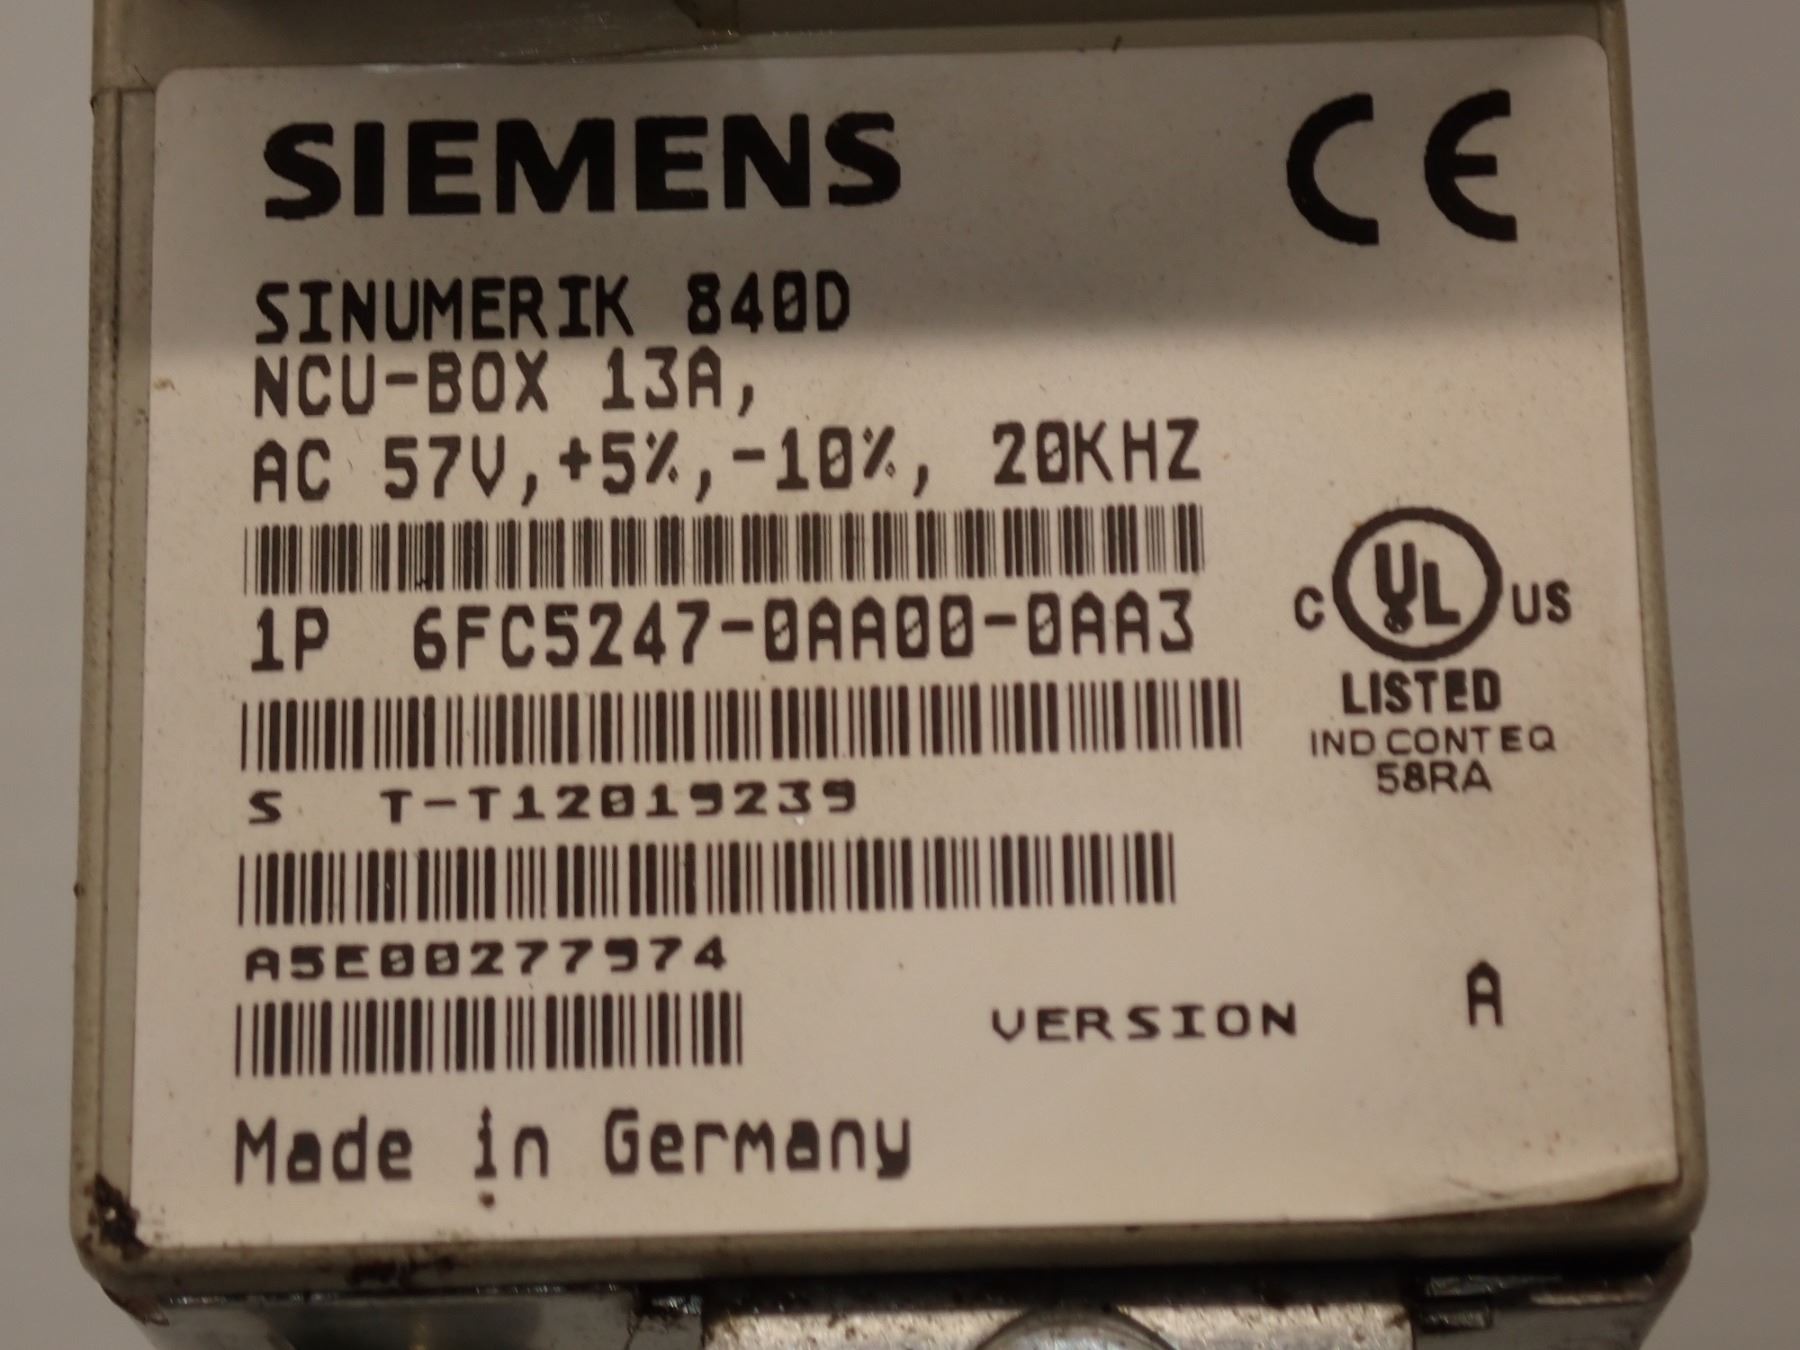 SIEMENS
CE
SINUMERIK 840D
NCU-BOX 13A,
AC 57V,+5%,-10%, 20KHZ
1P 6FC5247-0AA00-0AA3
C UL US
LISTED
IND CONT EQ
58RA
S T-T12019239
A5E00277974
VERSION A
Made in Germany